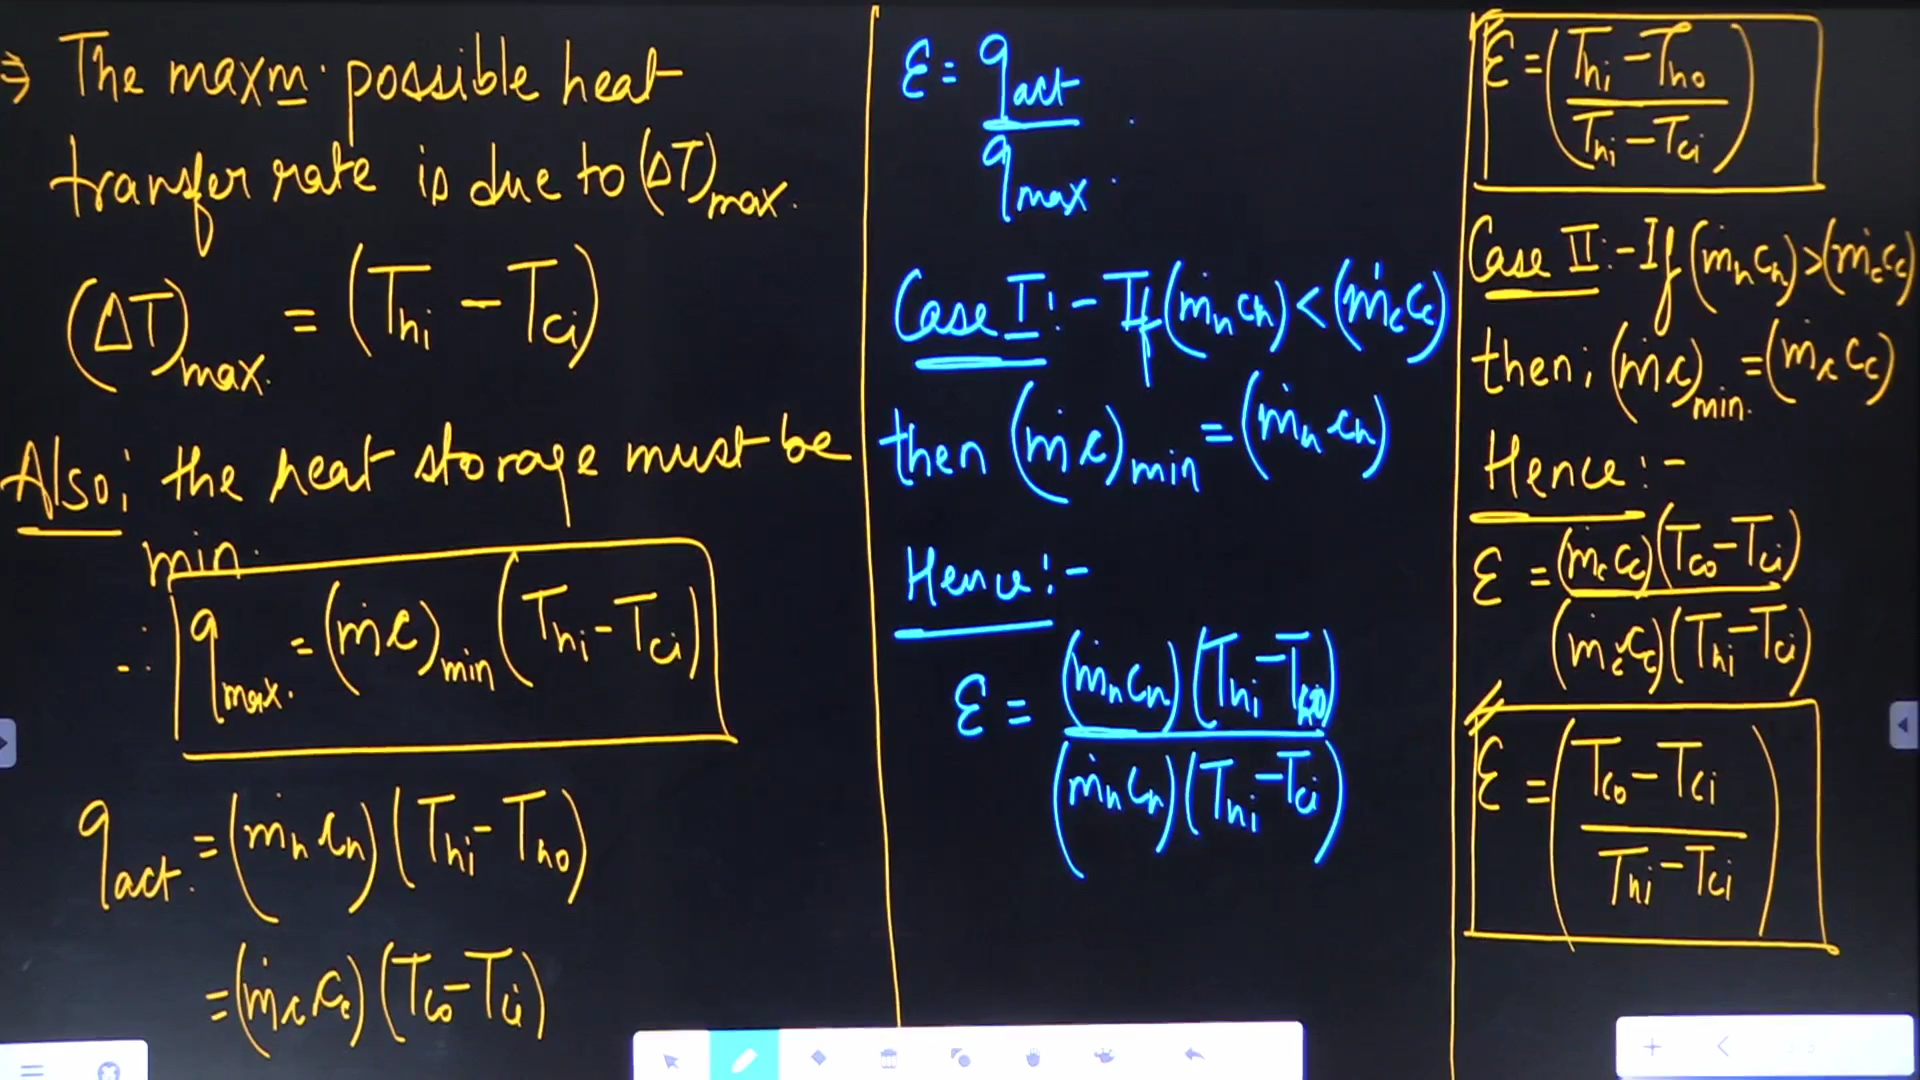 ⇒ The maxm. possible heat
transfer rate is due to (ΔT)max.
(ΔT)max. = (Thi − Tci)
Also; the heat storage must be
min.
∴ qmax. = (ṁc)min (Thi − Tci)
qact. = (ṁh ch) (Thi − Tho)
= (ṁc cc) (Tco − Tci)
ε = qact / qmax
Case I :- If (ṁh ch) < (ṁc cc)
then (ṁc)min = (ṁh ch)
Hence :-
ε = (ṁh ch) (Thi − Tho) / (ṁh ch) (Thi − Tci)
ε = (Thi − Tho / Thi − Tci)
Case II :- If (ṁh ch) > (ṁc cc)
then; (ṁc)min. = (ṁc cc)
Hence :-
ε = (ṁc cc) (Tco − Tci) / (ṁc cc) (Thi − Tci)
ε = (Tco − Tci / Thi − Tci)